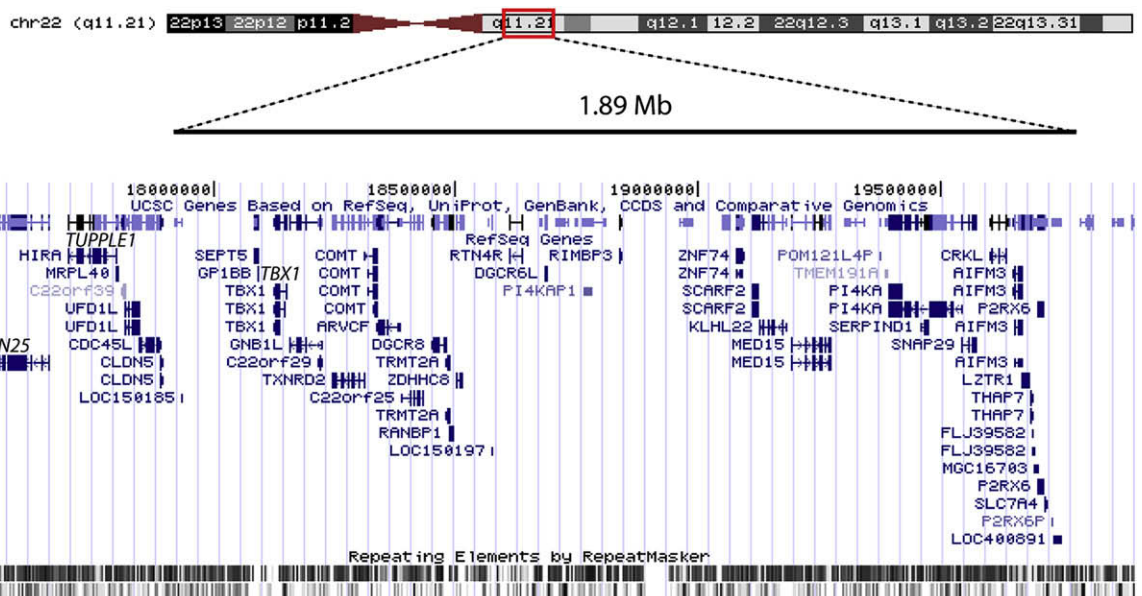 chr22 (q11.21) 22p13 22p12 p11.2 q11.21 q12.1 12.2 22q12.3 q13.1 q13.2 22q13.31
1.89 Mb
18000000 18500000 19000000 19500000
UCSC Genes Based on RefSeq, UniProt, GenBank, CCDS and Comparative Genomics
TUPPLE1 RefSeq Genes
HIRA SEPT5 COMT RTN4R RIMBP3 ZNF74 POM121L4P CRKL
MRPL40 GP1BB TBX1 COMT DGCR6L ZNF74 TMEM191A AIFM3
C22orf39 TBX1 COMT PI4KAP1 SCARF2 PI4KA AIFM3
UFD1L TBX1 COMT SCARF2 PI4KA P2RX6
UFD1L TBX1 ARVCF KLHL22 SERPIND1 AIFM3
N25 CDC45L GNB1L DGCR8 MED15 SNAP29
CLDN5 C22orf29 TRMT2A MED15 AIFM3
CLDN5 TXNRD2 ZDHHC8 LZTR1
LOC150185 C22orf25 THAP7
TRMT2A THAP7
RANBP1 FLJ39582
LOC150197 FLJ39582
MGC16703
P2RX6
SLC7A4
P2RX6P
LOC400891
Repeating Elements by RepeatMasker